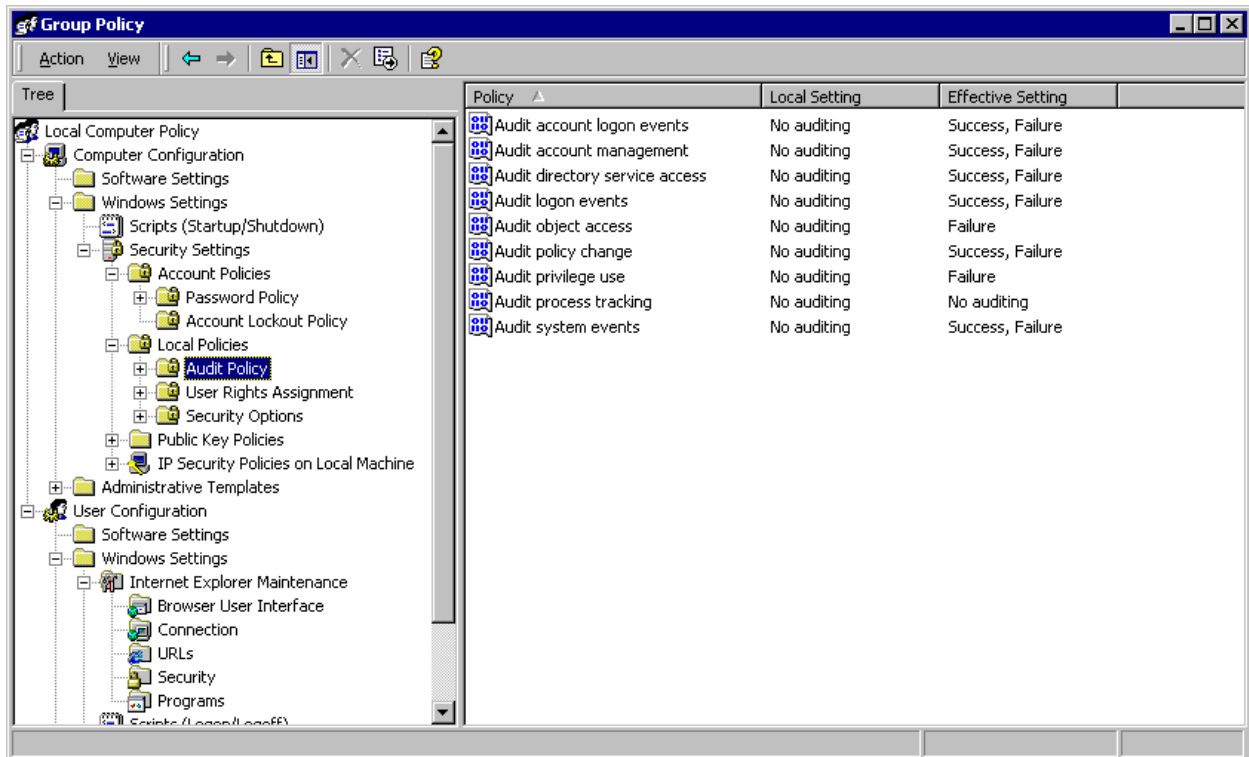 Group Policy
Action View
Tree
Local Computer Policy
Computer Configuration
Software Settings
Windows Settings
Scripts (Startup/Shutdown)
Security Settings
Account Policies
Password Policy
Account Lockout Policy
Local Policies
Audit Policy
User Rights Assignment
Security Options
Public Key Policies
IP Security Policies on Local Machine
Administrative Templates
User Configuration
Software Settings
Windows Settings
Internet Explorer Maintenance
Browser User Interface
Connection
URLs
Security
Programs
Scripts (Logon/Logoff)
Policy Local Setting Effective Setting
Audit account logon events No auditing Success, Failure
Audit account management No auditing Success, Failure
Audit directory service access No auditing Success, Failure
Audit logon events No auditing Success, Failure
Audit object access No auditing Failure
Audit policy change No auditing Success, Failure
Audit privilege use No auditing Failure
Audit process tracking No auditing No auditing
Audit system events No auditing Success, Failure